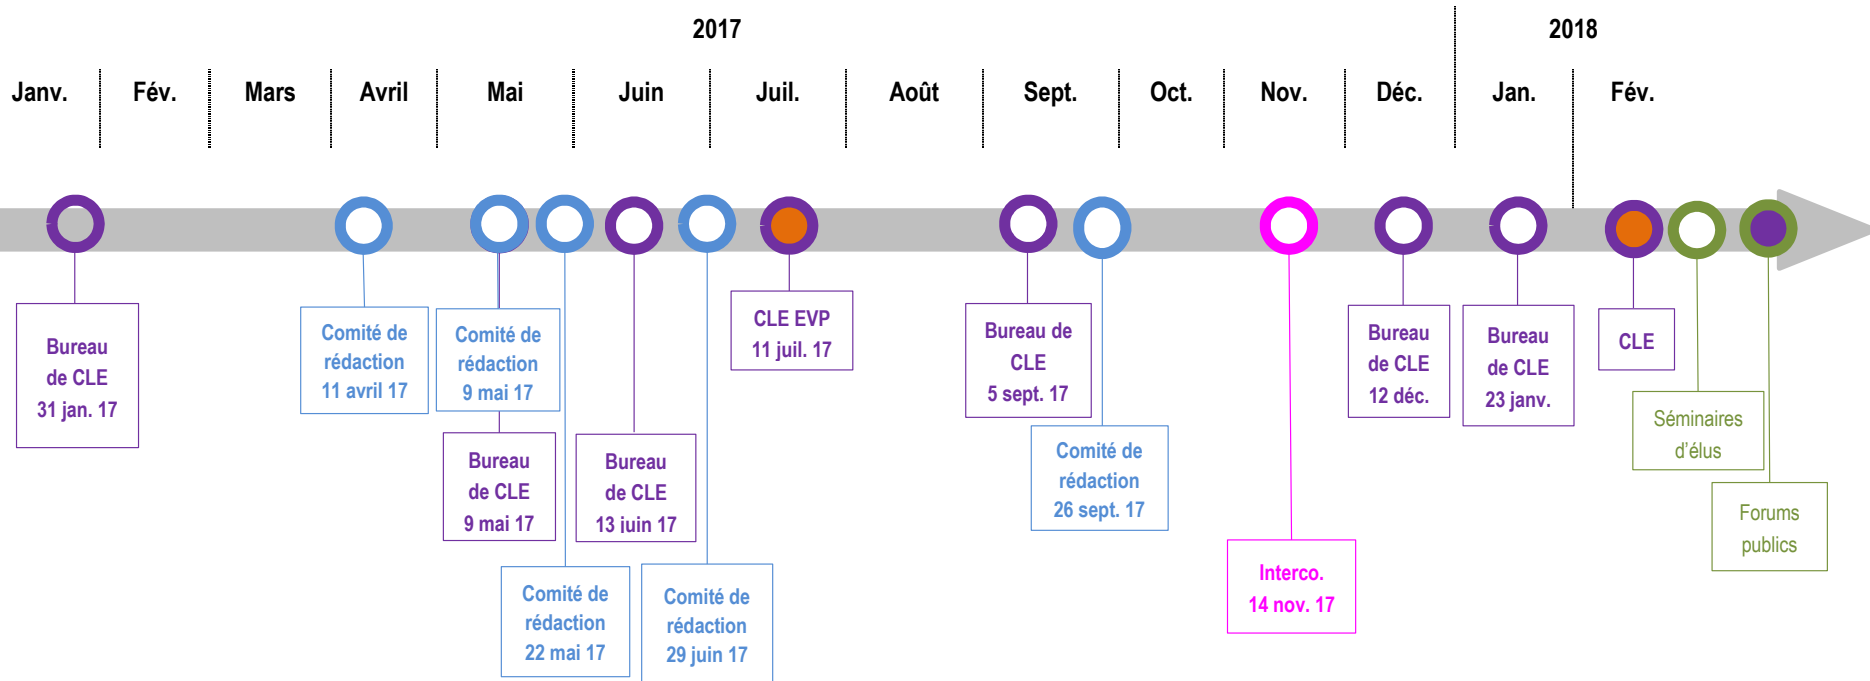 2017
2018
Janv.
Fév.
Mars
Avril
Mai
Juin
Juil.
Août
Sept.
Oct.
Nov.
Déc.
Jan.
Fév.
Bureau
de CLE
31 jan. 17
Comité de
rédaction
11 avril 17
Comité de
rédaction
9 mai 17
Bureau
de CLE
9 mai 17
Comité de
rédaction
22 mai 17
Bureau
de CLE
13 juin 17
Comité de
rédaction
29 juin 17
CLE EVP
11 juil. 17
Bureau de
CLE
5 sept. 17
Comité de
rédaction
26 sept. 17
Interco.
14 nov. 17
Bureau
de CLE
12 déc.
Bureau
de CLE
23 janv.
CLE
Séminaires
d'élus
Forums
publics